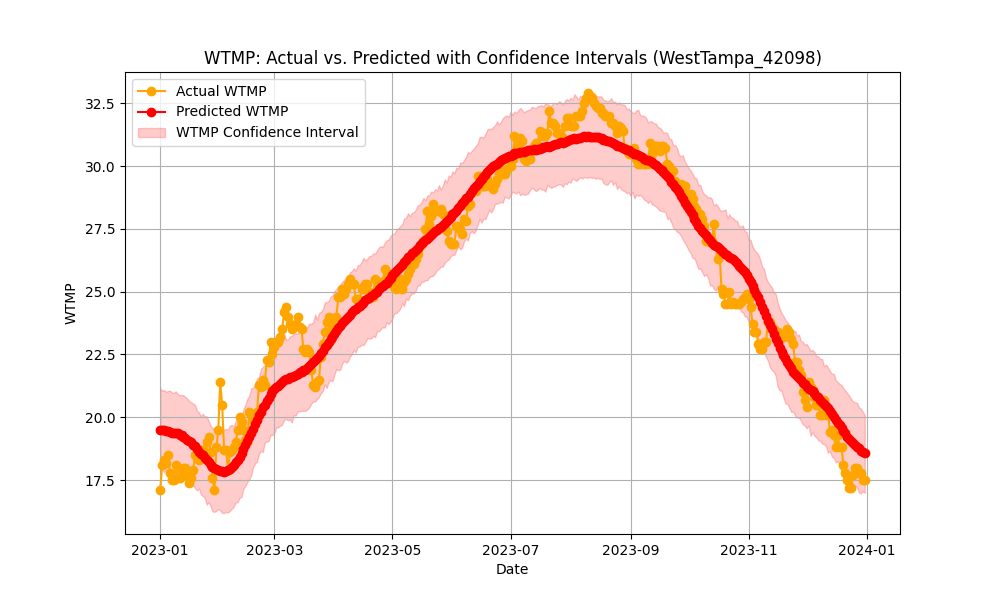 WTMP: Actual vs. Predicted with Confidence Intervals (WestTampa_42098)
Actual WTMP
Predicted WTMP
WTMP Confidence Interval
WTMP
32.5
30.0
27.5
25.0
22.5
20.0
17.5
2023-01 2023-03 2023-05 2023-07 2023-09 2023-11 2024-01
Date